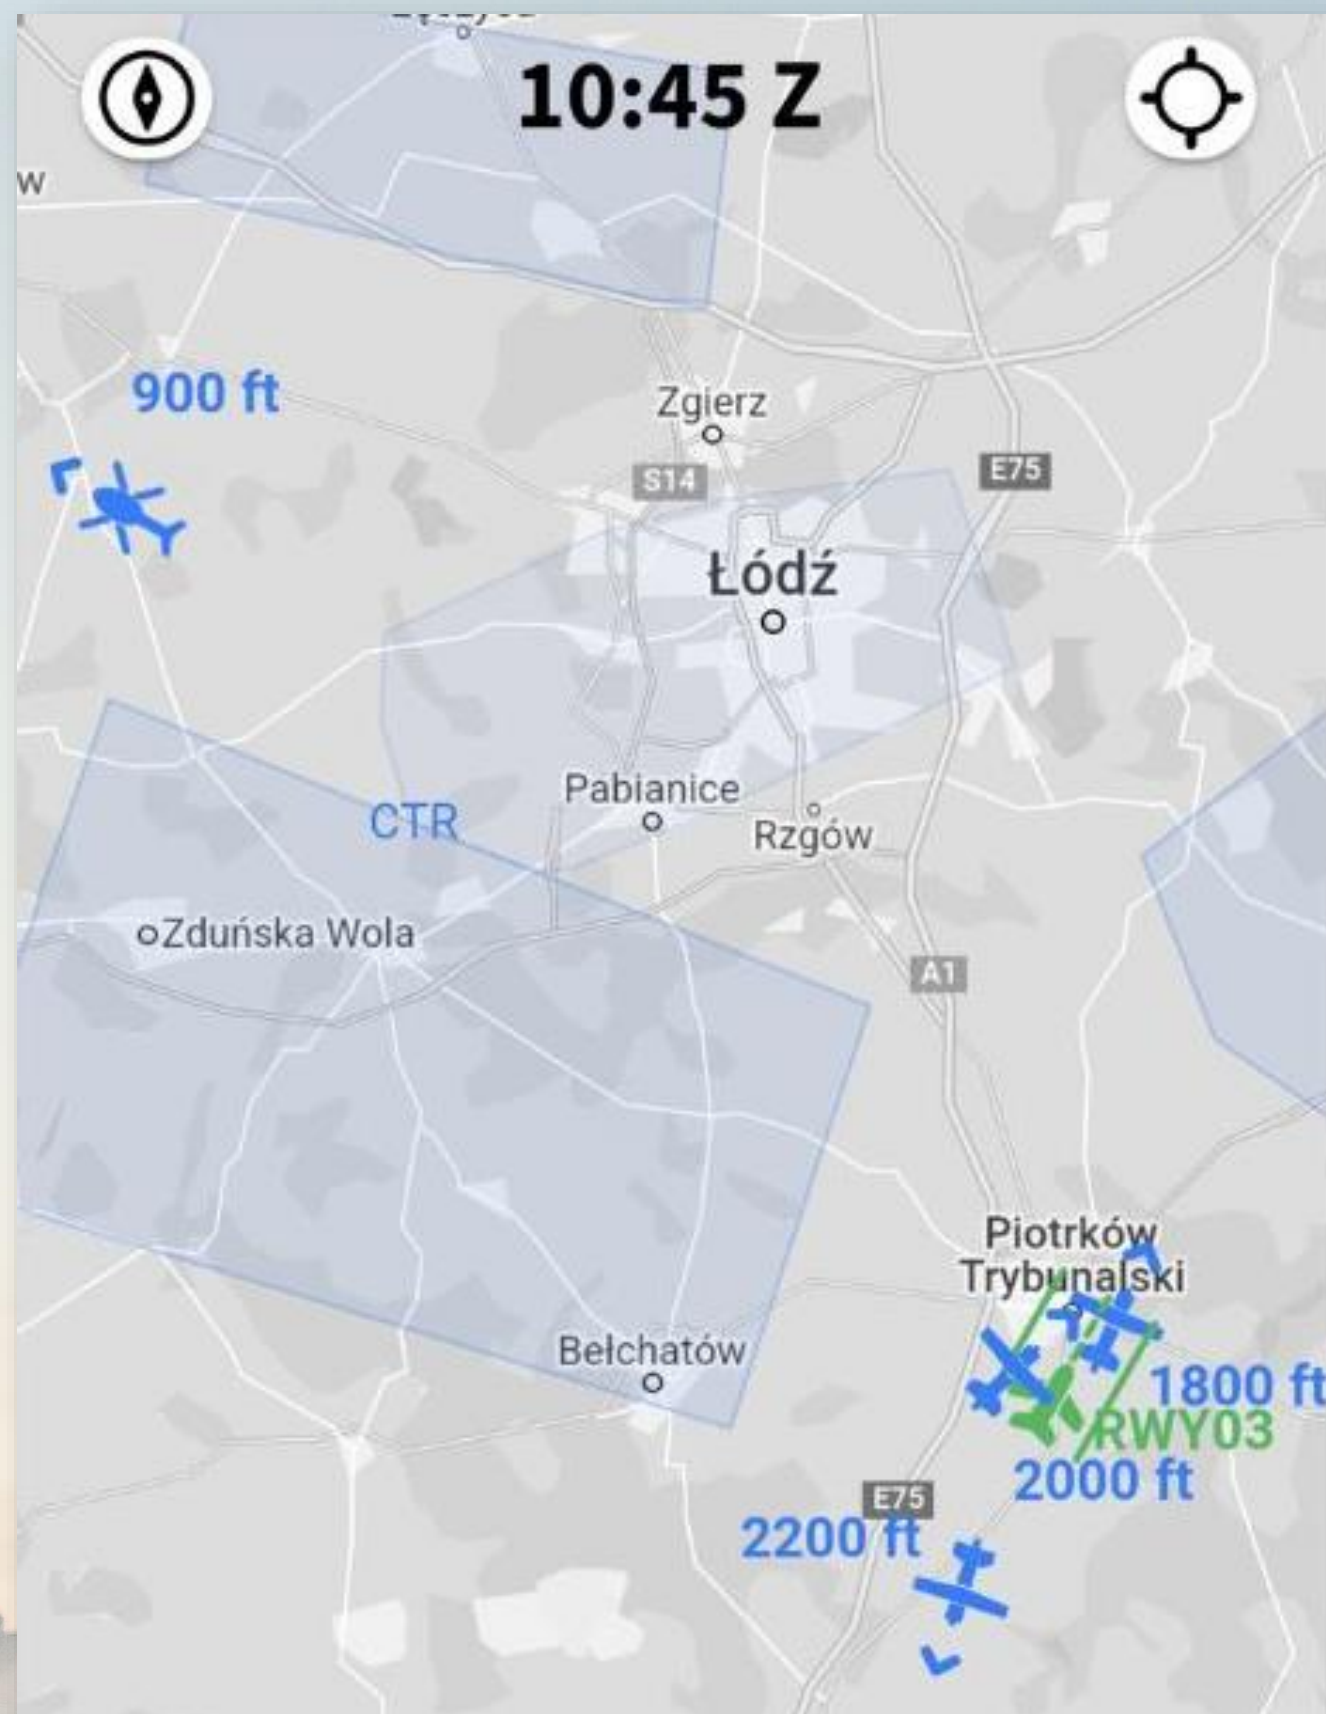 10:45 Z
w
900 ft
Zgierz
S14
E75
Łódź
Pabianice
CTR
Rzgów
Zduńska Wola
A1
Piotrków
Trybunalski
Bełchatów
1800 ft
RWY03
2000 ft
E75
2200 ft